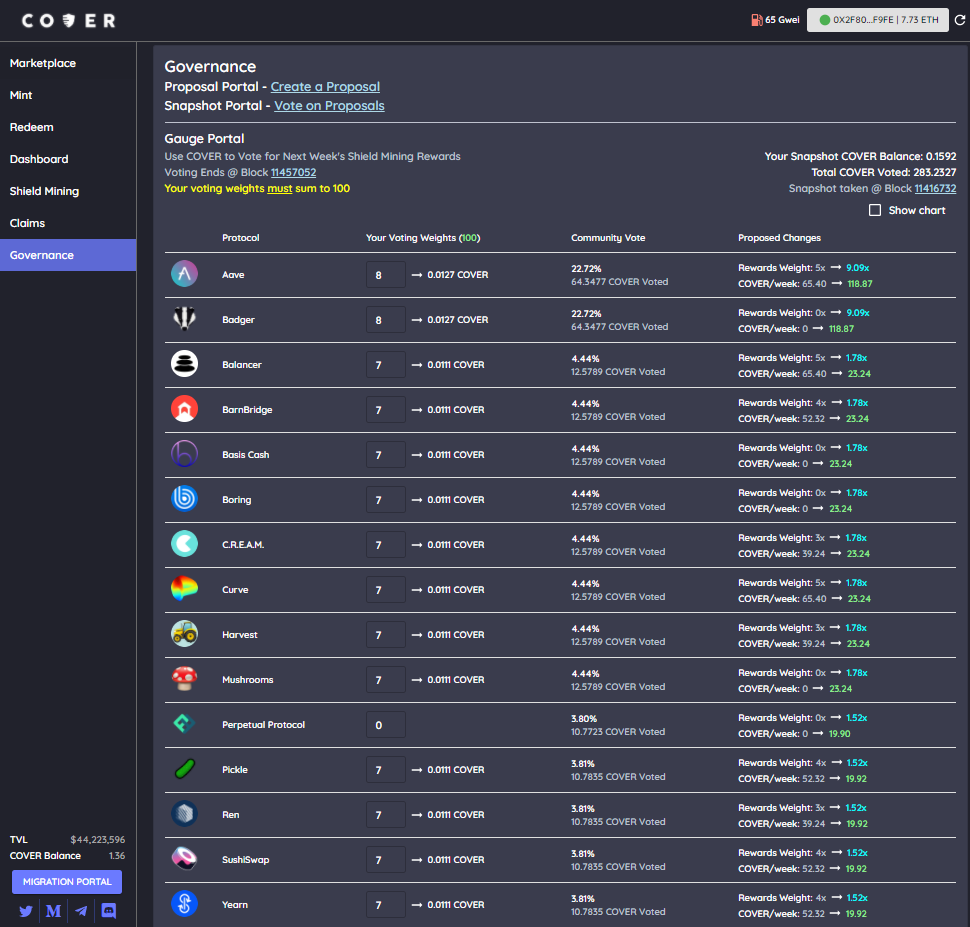 COVER
65 Gwei
0X2F80...F9FE | 7.73 ETH
Marketplace
Mint
Redeem
Dashboard
Shield Mining
Claims
Governance
TVL $44,223,596
COVER Balance 1.36
MIGRATION PORTAL
Governance
Proposal Portal - Create a Proposal
Snapshot Portal - Vote on Proposals
Gauge Portal
Use COVER to Vote for Next Week's Shield Mining Rewards
Voting Ends @ Block 11457052
Your voting weights must sum to 100
Your Snapshot COVER Balance: 0.1592
Total COVER Voted: 283.2327
Snapshot taken @ Block 11416732
Show chart
Protocol Your Voting Weights (100) Community Vote Proposed Changes
Aave 8 → 0.0127 COVER
22.72%
64.3477 COVER Voted
Rewards Weight: 5x → 9.09x
COVER/week: 65.40 → 118.87
Badger 8 → 0.0127 COVER
22.72%
64.3477 COVER Voted
Rewards Weight: 0x → 9.09x
COVER/week: 0 → 118.87
Balancer 7 → 0.0111 COVER
4.44%
12.5789 COVER Voted
Rewards Weight: 5x → 1.78x
COVER/week: 65.40 → 23.24
BarnBridge 7 → 0.0111 COVER
4.44%
12.5789 COVER Voted
Rewards Weight: 4x → 1.78x
COVER/week: 52.32 → 23.24
Basis Cash 7 → 0.0111 COVER
4.44%
12.5789 COVER Voted
Rewards Weight: 0x → 1.78x
COVER/week: 0 → 23.24
Boring 7 → 0.0111 COVER
4.44%
12.5789 COVER Voted
Rewards Weight: 0x → 1.78x
COVER/week: 0 → 23.24
C.R.E.A.M. 7 → 0.0111 COVER
4.44%
12.5789 COVER Voted
Rewards Weight: 3x → 1.78x
COVER/week: 39.24 → 23.24
Curve 7 → 0.0111 COVER
4.44%
12.5789 COVER Voted
Rewards Weight: 5x → 1.78x
COVER/week: 65.40 → 23.24
Harvest 7 → 0.0111 COVER
4.44%
12.5789 COVER Voted
Rewards Weight: 3x → 1.78x
COVER/week: 39.24 → 23.24
Mushrooms 7 → 0.0111 COVER
4.44%
12.5789 COVER Voted
Rewards Weight: 0x → 1.78x
COVER/week: 0 → 23.24
Perpetual Protocol 0
3.80%
10.7723 COVER Voted
Rewards Weight: 0x → 1.52x
COVER/week: 0 → 19.90
Pickle 7 → 0.0111 COVER
3.81%
10.7835 COVER Voted
Rewards Weight: 4x → 1.52x
COVER/week: 52.32 → 19.92
Ren 7 → 0.0111 COVER
3.81%
10.7835 COVER Voted
Rewards Weight: 3x → 1.52x
COVER/week: 39.24 → 19.92
SushiSwap 7 → 0.0111 COVER
3.81%
10.7835 COVER Voted
Rewards Weight: 4x → 1.52x
COVER/week: 52.32 → 19.92
Yearn 7 → 0.0111 COVER
3.81%
10.7835 COVER Voted
Rewards Weight: 4x → 1.52x
COVER/week: 52.32 → 19.92